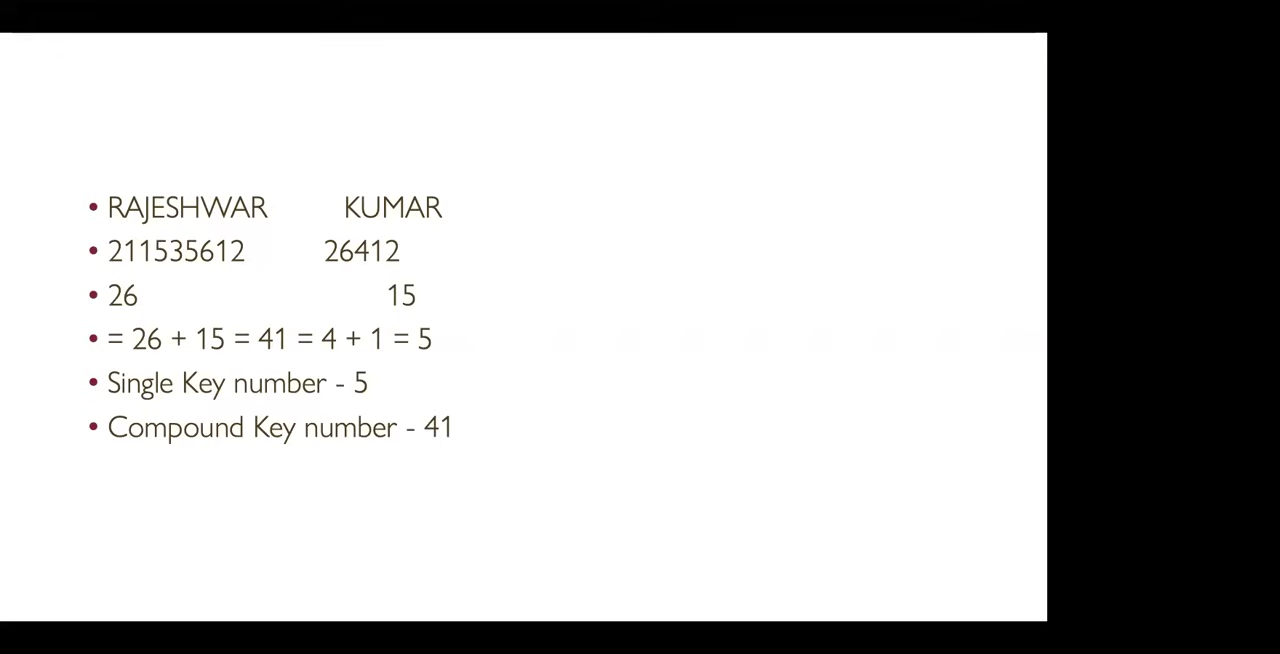 • RAJESHWAR KUMAR
• 211535612 26412
• 26 15
• = 26 + 15 = 41 = 4 + 1 = 5
• Single Key number - 5
• Compound Key number - 41